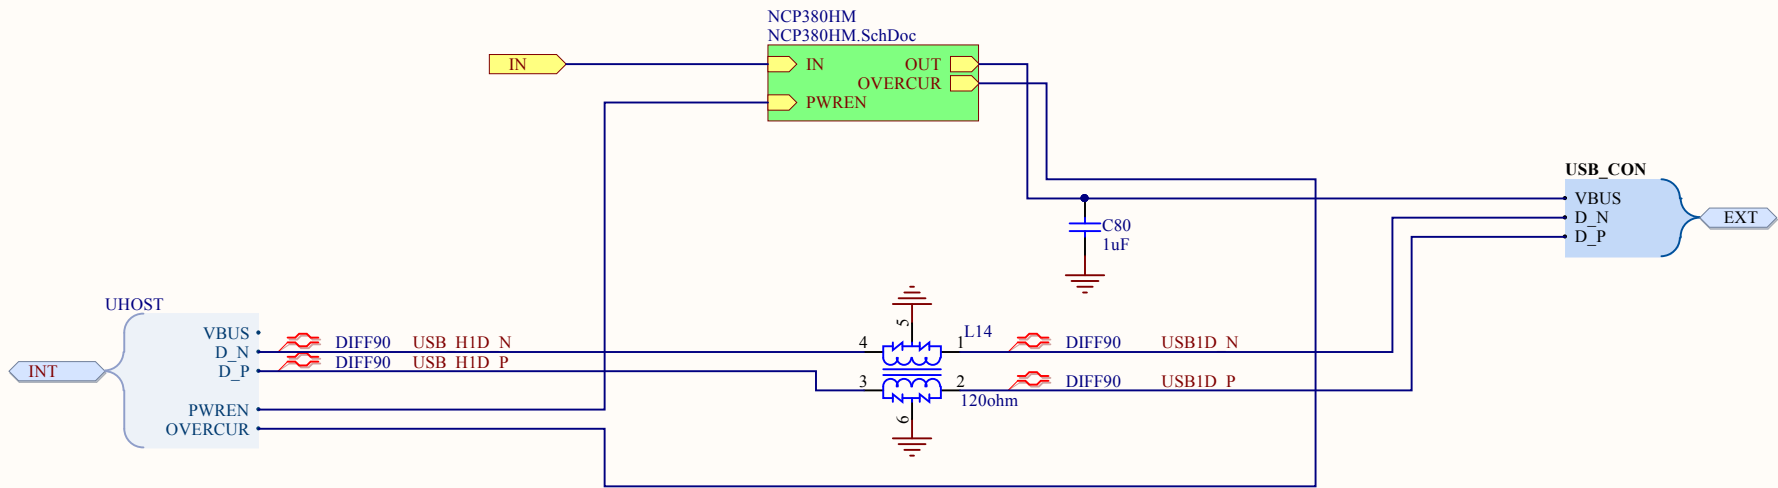 NCP380HM
NCP380HM.SchDoc
IN
IN
OUT
OVERCUR
PWREN
USB_CON
VBUS
D_N
D_P
EXT
C80
1uF
UHOST
VBUS
D_N
D_P
PWREN
OVERCUR
INT
DIFF90 USB_H1D_N
DIFF90 USB_H1D_P
5
L14
4
1
3
2
120ohm
6
DIFF90 USB1D_N
DIFF90 USB1D_P